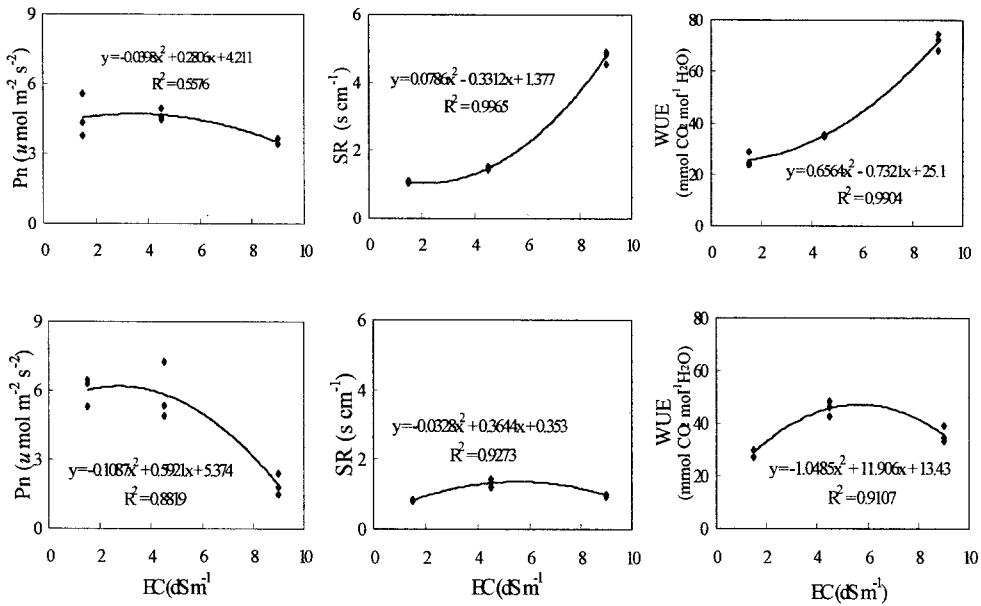 9
6
3
0
Pn (μmol m⁻² s⁻²)
y=-0.0398x² + 0.2806x + 4.211
R² = 0.5576
0 2 4 6 8 10
6
4
2
0
SR (s cm⁻¹)
y=0.0786x² - 0.3312x + 1.377
R² = 0.9965
0 2 4 6 8 10
80
60
40
20
0
WUE
(mmol CO₂ mol⁻¹ H₂O)
y=0.6564x² - 0.7321x + 25.1
R² = 0.9904
0 2 4 6 8 10
9
6
3
0
Pn (μmol m⁻² s⁻²)
y=-0.1087x² + 0.5921x + 5.374
R² = 0.8819
0 2 4 6 8 10
EC(dSm⁻¹
6
4
2
0
SR (s cm⁻¹)
y=-0.0328x² + 0.3644x + 0.353
R² = 0.9273
0 2 4 6 8 10
EC(dSm⁻¹
80
60
40
20
0
WUE
(mmol CO₂ mol⁻¹H₂O)
y=-1.0485x² + 11.906x + 13.43
R² = 0.9107
0 2 4 6 8 10
EC(dSm⁻¹)